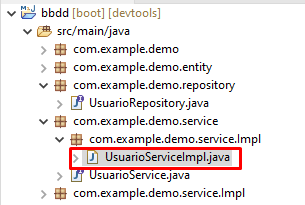 bbdd [boot] [devtools]
src/main/java
com.example.demo
com.example.demo.entity
com.example.demo.repository
UsuarioRepository.java
com.example.demo.service
com.example.demo.service.Impl
UsuarioServiceImpl.java
UsuarioService.java
com.example.demo.service.Impl